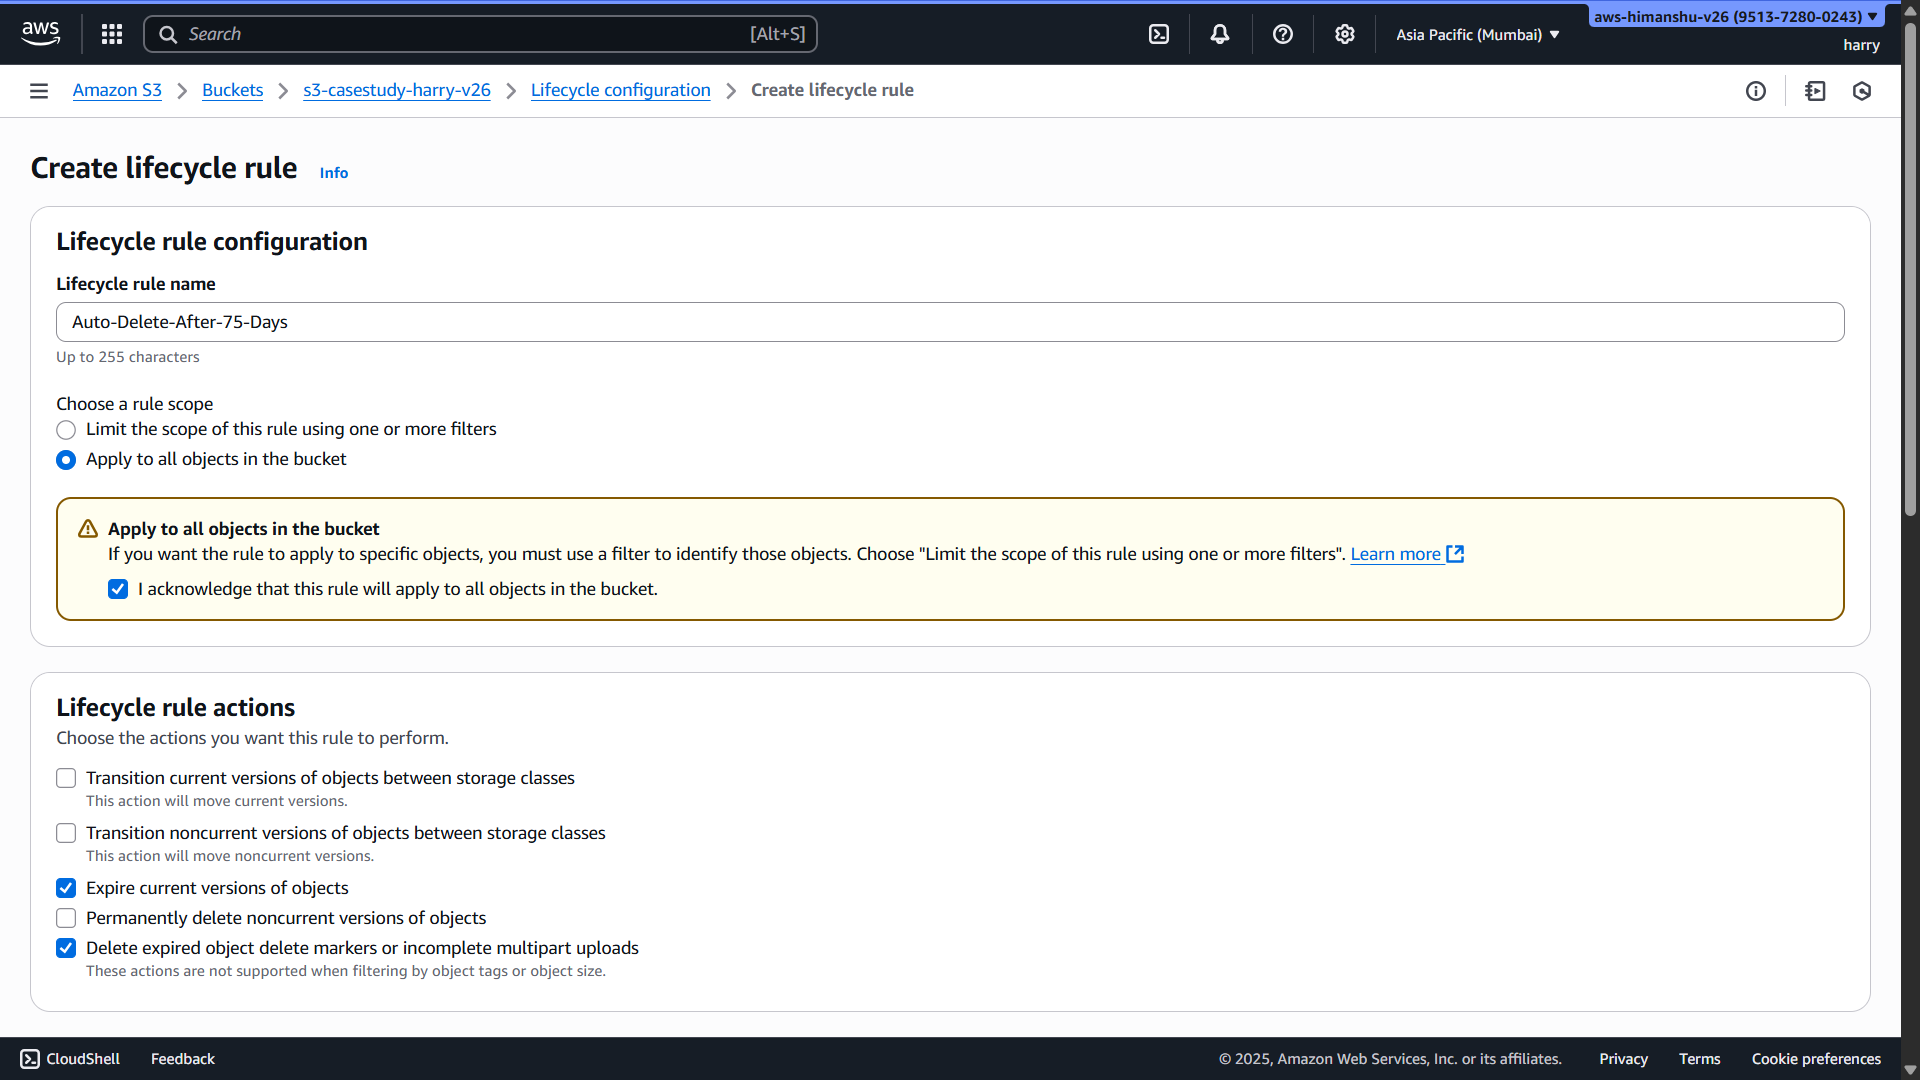 aws
Search
[Alt+S]
Asia Pacific (Mumbai)
aws-himanshu-v26 (9513-7280-0243)
harry
Amazon S3
Buckets
s3-casestudy-harry-v26
Lifecycle configuration
Create lifecycle rule
Create lifecycle rule Info
Lifecycle rule configuration
Lifecycle rule name
Auto-Delete-After-75-Days
Up to 255 characters
Choose a rule scope
Limit the scope of this rule using one or more filters
Apply to all objects in the bucket
Apply to all objects in the bucket
If you want the rule to apply to specific objects, you must use a filter to identify those objects. Choose "Limit the scope of this rule using one or more filters". Learn more
I acknowledge that this rule will apply to all objects in the bucket.
Lifecycle rule actions
Choose the actions you want this rule to perform.
Transition current versions of objects between storage classes
This action will move current versions.
Transition noncurrent versions of objects between storage classes
This action will move noncurrent versions.
Expire current versions of objects
Permanently delete noncurrent versions of objects
Delete expired object delete markers or incomplete multipart uploads
These actions are not supported when filtering by object tags or object size.
CloudShell
Feedback
© 2025, Amazon Web Services, Inc. or its affiliates.
Privacy
Terms
Cookie preferences